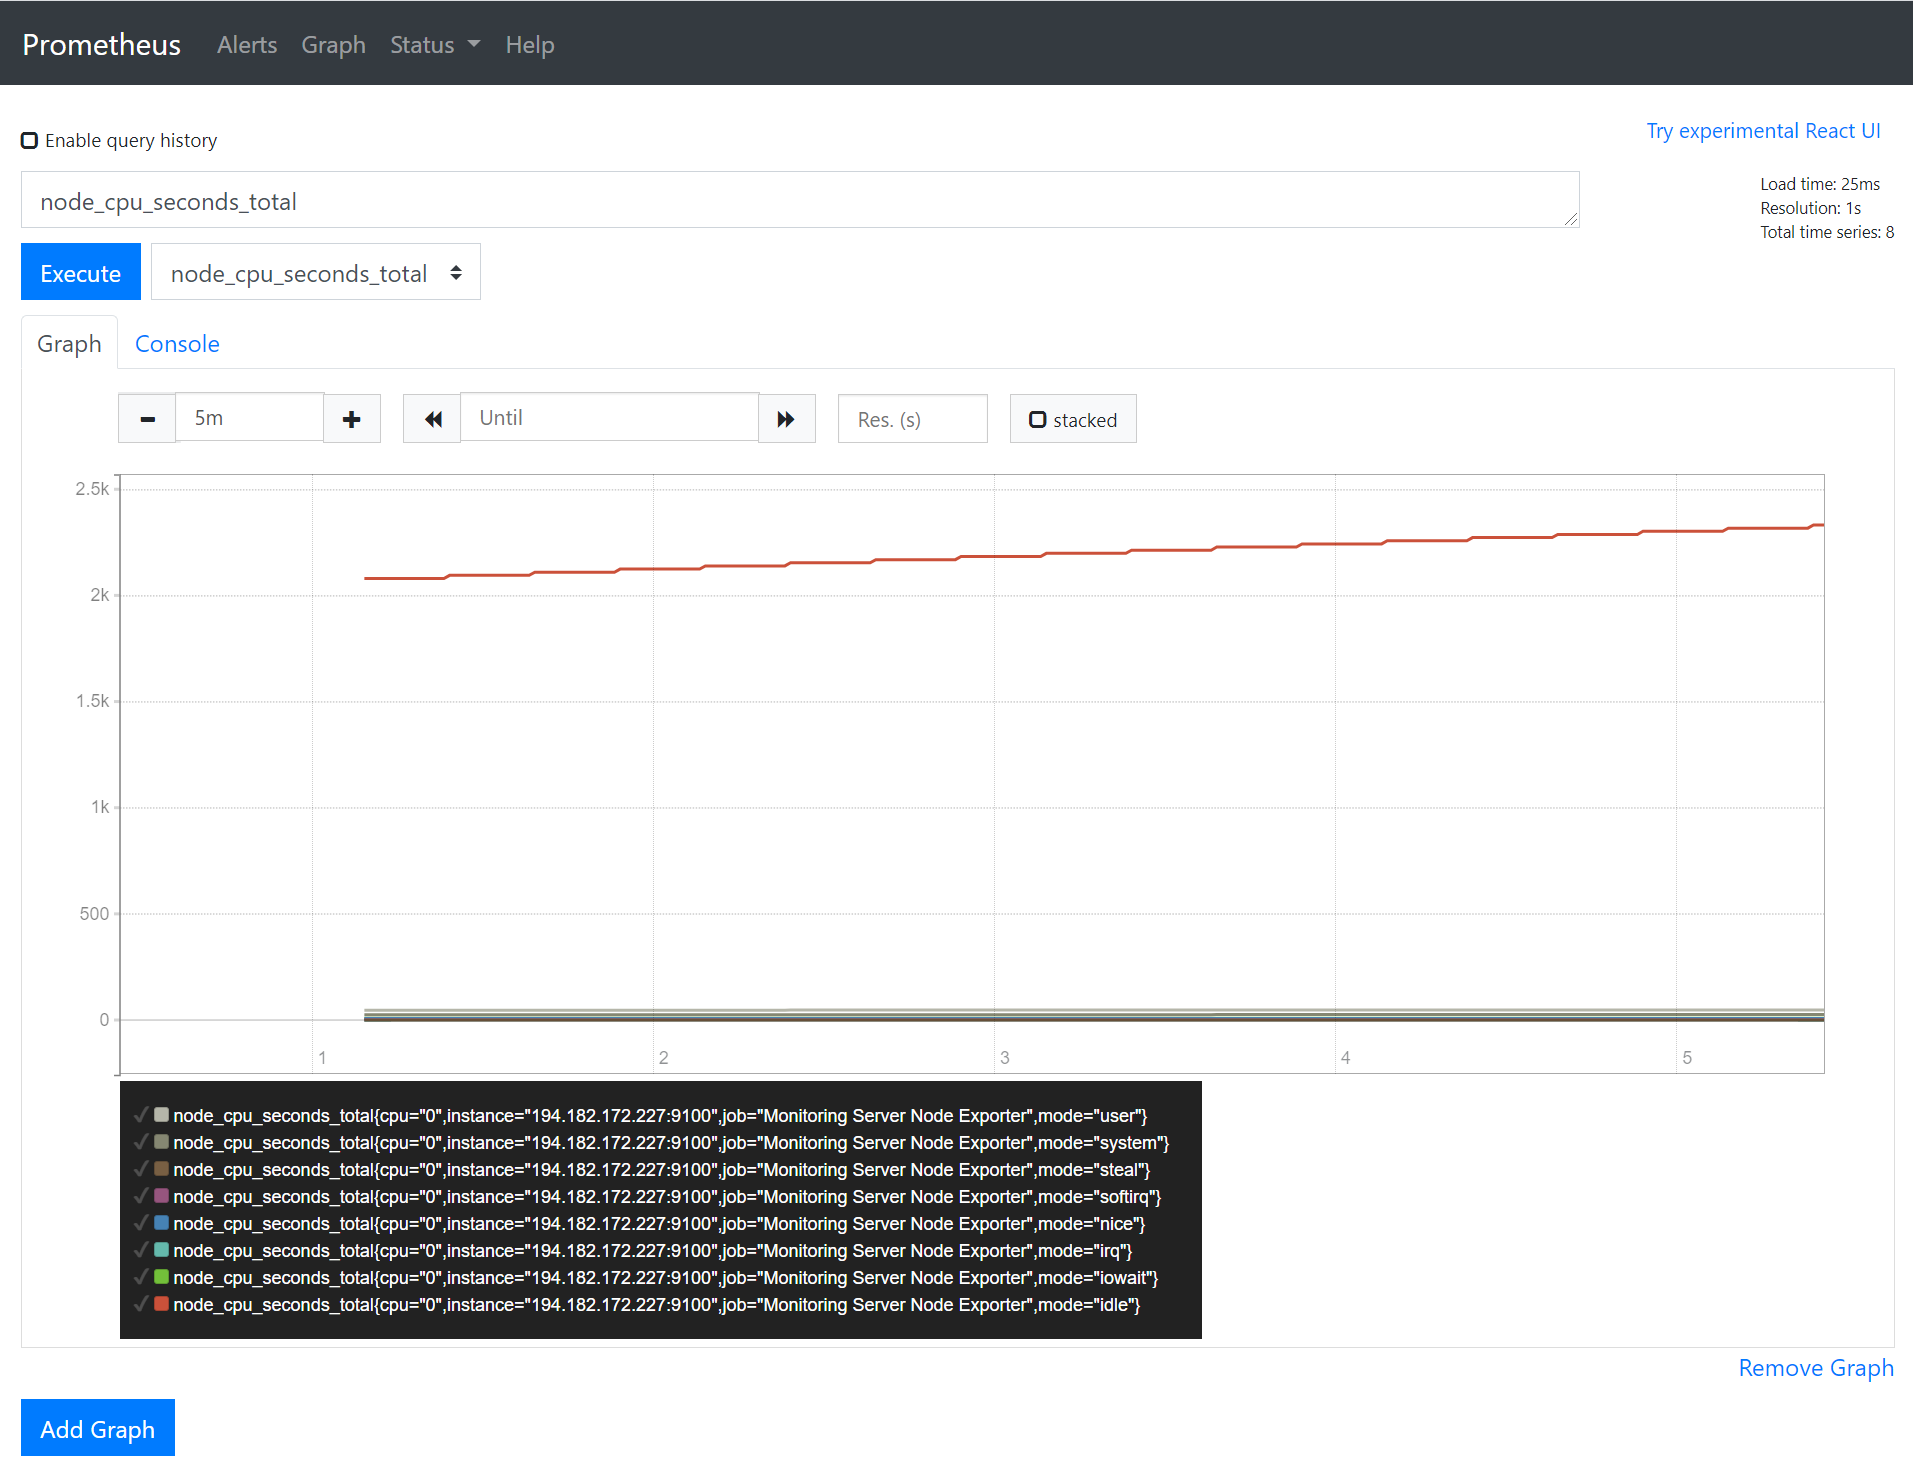 Prometheus Alerts Graph Status Help
Enable query history
Try experimental React UI
node_cpu_seconds_total
Load time: 25ms
Resolution: 1s
Total time series: 8
Execute node_cpu_seconds_total
Graph Console
5m Until Res. (s) stacked
2.5k
2k
1.5k
1k
500
0
1 2 3 4 5
node_cpu_seconds_total{cpu="0",instance="194.182.172.227:9100",job="Monitoring Server Node Exporter",mode="user"}
node_cpu_seconds_total{cpu="0",instance="194.182.172.227:9100",job="Monitoring Server Node Exporter",mode="system"}
node_cpu_seconds_total{cpu="0",instance="194.182.172.227:9100",job="Monitoring Server Node Exporter",mode="steal"}
node_cpu_seconds_total{cpu="0",instance="194.182.172.227:9100",job="Monitoring Server Node Exporter",mode="softirq"}
node_cpu_seconds_total{cpu="0",instance="194.182.172.227:9100",job="Monitoring Server Node Exporter",mode="nice"}
node_cpu_seconds_total{cpu="0",instance="194.182.172.227:9100",job="Monitoring Server Node Exporter",mode="irq"}
node_cpu_seconds_total{cpu="0",instance="194.182.172.227:9100",job="Monitoring Server Node Exporter",mode="iowait"}
node_cpu_seconds_total{cpu="0",instance="194.182.172.227:9100",job="Monitoring Server Node Exporter",mode="idle"}
Remove Graph
Add Graph